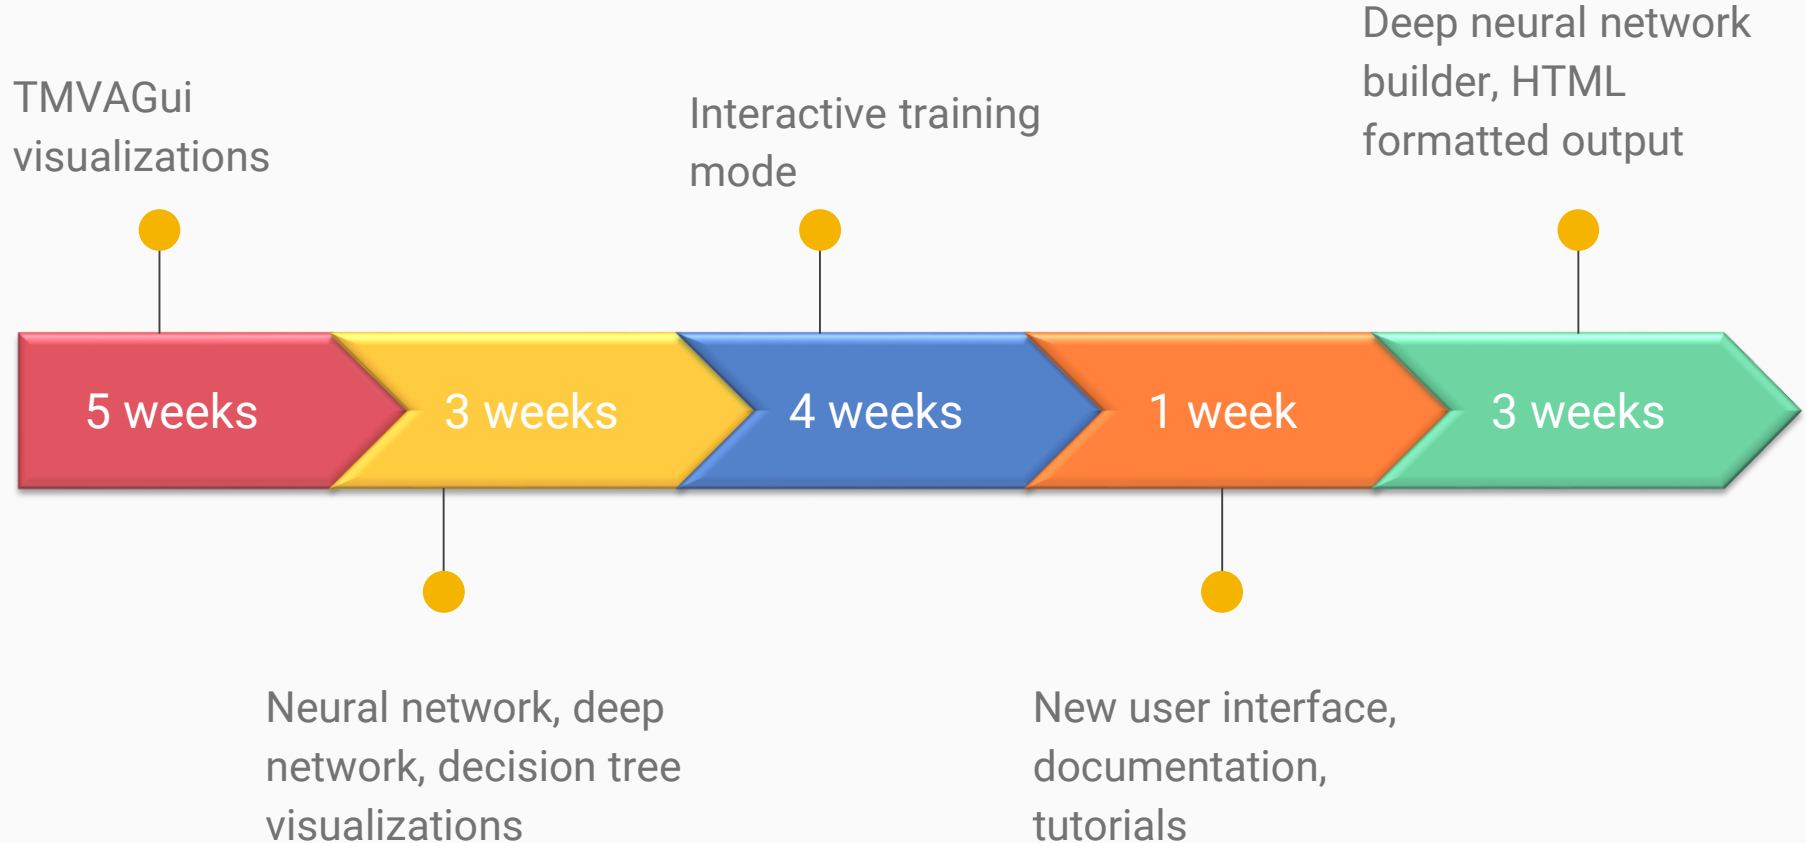 TMVAGui
visualizations
Interactive training
mode
Deep neural network
builder, HTML
formatted output
5 weeks
3 weeks
4 weeks
1 week
3 weeks
Neural network, deep
network, decision tree
visualizations
New user interface,
documentation,
tutorials